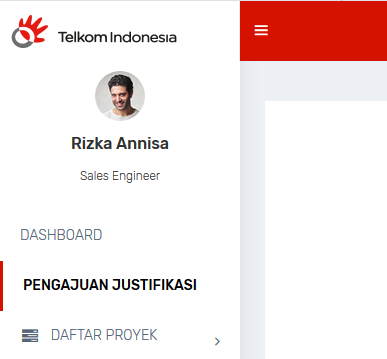 Telkom Indonesia
Rizka Annisa
Sales Engineer
DASHBOARD
PENGAJUAN JUSTIFIKASI
DAFTAR PROYEK